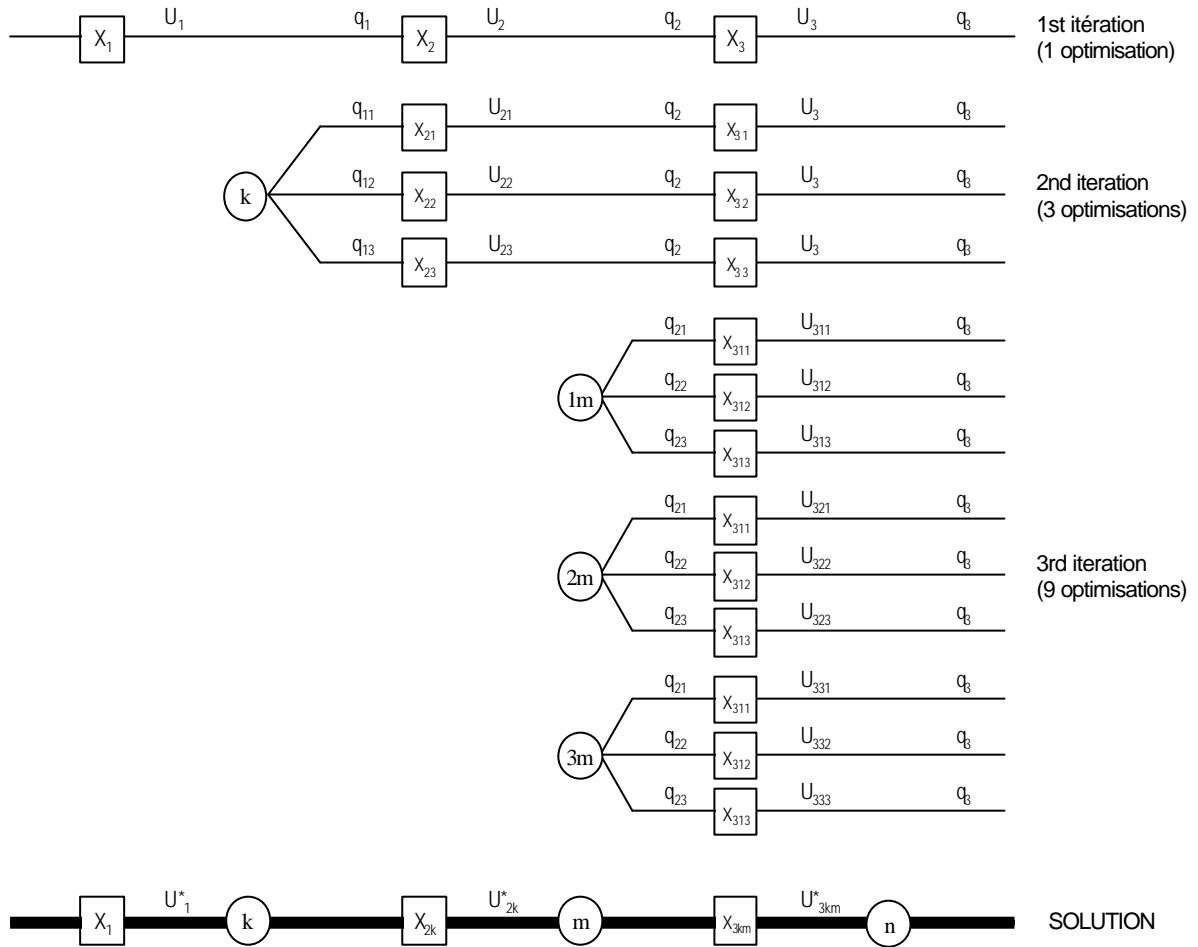 U₁ q₁ U₂ q₂ U₃ q₃
X₁ X₂ X₃
1st itération
(1 optimisation)
q₁₁ U₂₁ q₂ U₃ q₃
X₂₁ X₃₁
k
q₁₂ U₂₂ q₂ U₃ q₃
X₂₂ X₃₂
2nd iteration
(3 optimisations)
q₁₃ U₂₃ q₂ U₃ q₃
X₂₃ X₃₃
q₂₁ U₃₁₁ q₃
X₃₁₁
1m
q₂₂ U₃₁₂ q₃
X₃₁₂
q₂₃ U₃₁₃ q₃
X₃₁₃
q₂₁ U₃₂₁ q₃
X₃₁₁
2m
q₂₂ U₃₂₂ q₃
X₃₁₂
3rd iteration
(9 optimisations)
q₂₃ U₃₂₃ q₃
X₃₁₃
q₂₁ U₃₃₁ q₃
X₃₁₁
3m
q₂₂ U₃₃₂ q₃
X₃₁₂
q₂₃ U₃₃₃ q₃
X₃₁₃
U*₁ U*₂ₖ U*₃ₖₘ
X₁ k X₂ₖ m X₃ₖₘ n SOLUTION